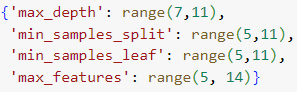 {'max_depth': range(7,11),
'min_samples_split': range(5,11),
'min_samples_leaf': range(5,11),
'max_features': range(5, 14)}